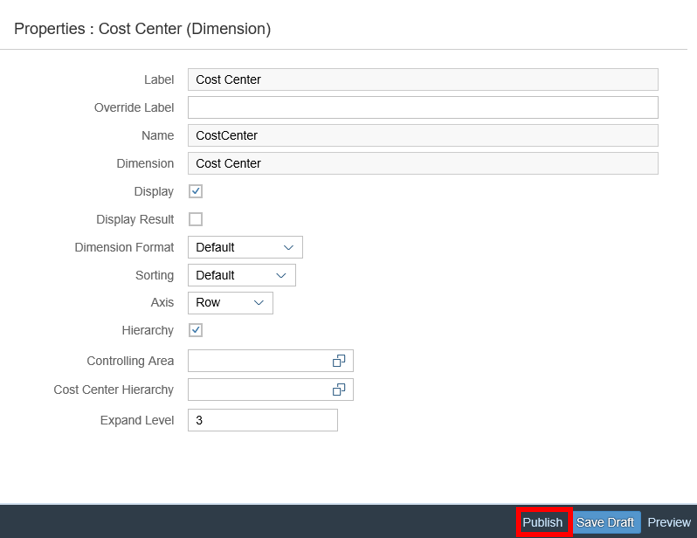 Properties : Cost Center (Dimension)
Label Cost Center
Override Label
Name CostCenter
Dimension Cost Center
Display
Display Result
Dimension Format Default
Sorting Default
Axis Row
Hierarchy
Controlling Area
Cost Center Hierarchy
Expand Level 3
Publish Save Draft Preview